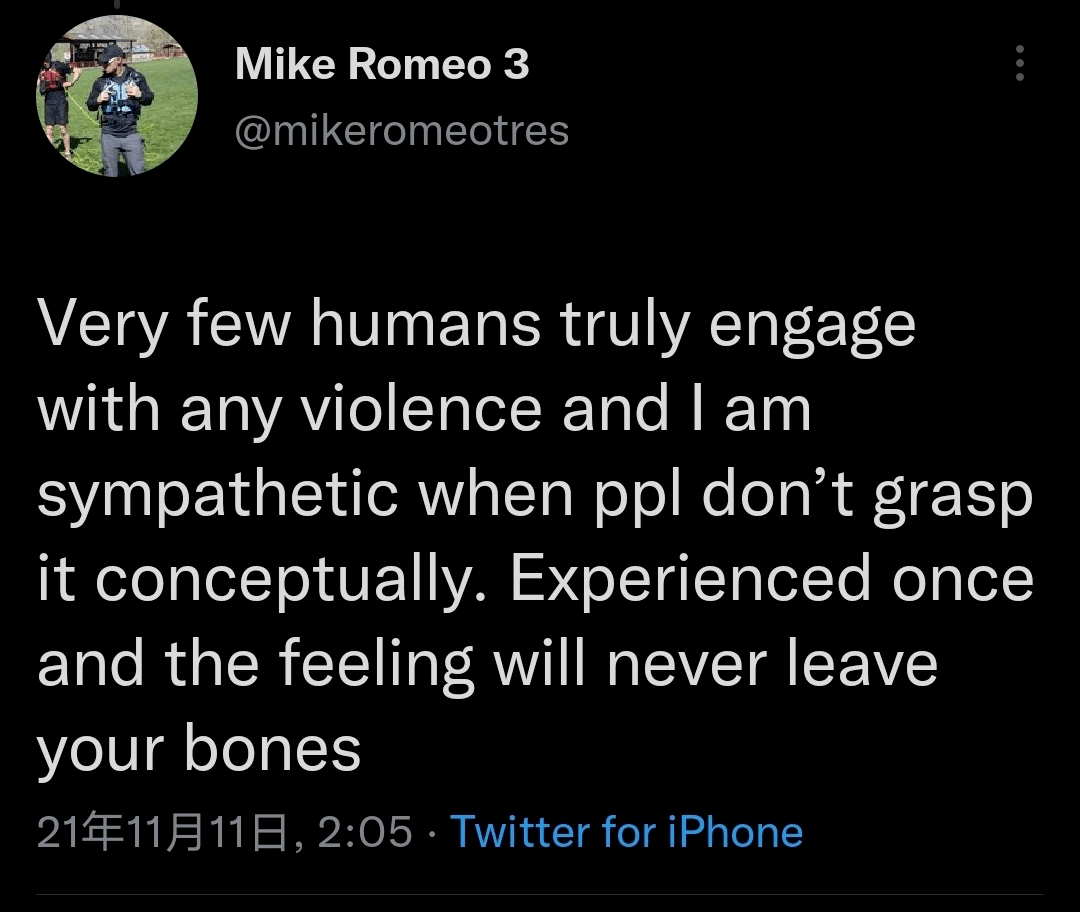 Mike Romeo 3
@mikeromeotres
Very few humans truly engage
with any violence and I am
sympathetic when ppl don’t grasp
it conceptually. Experienced once
and the feeling will never leave
your bones
21年11月11日, 2:05 · Twitter for iPhone